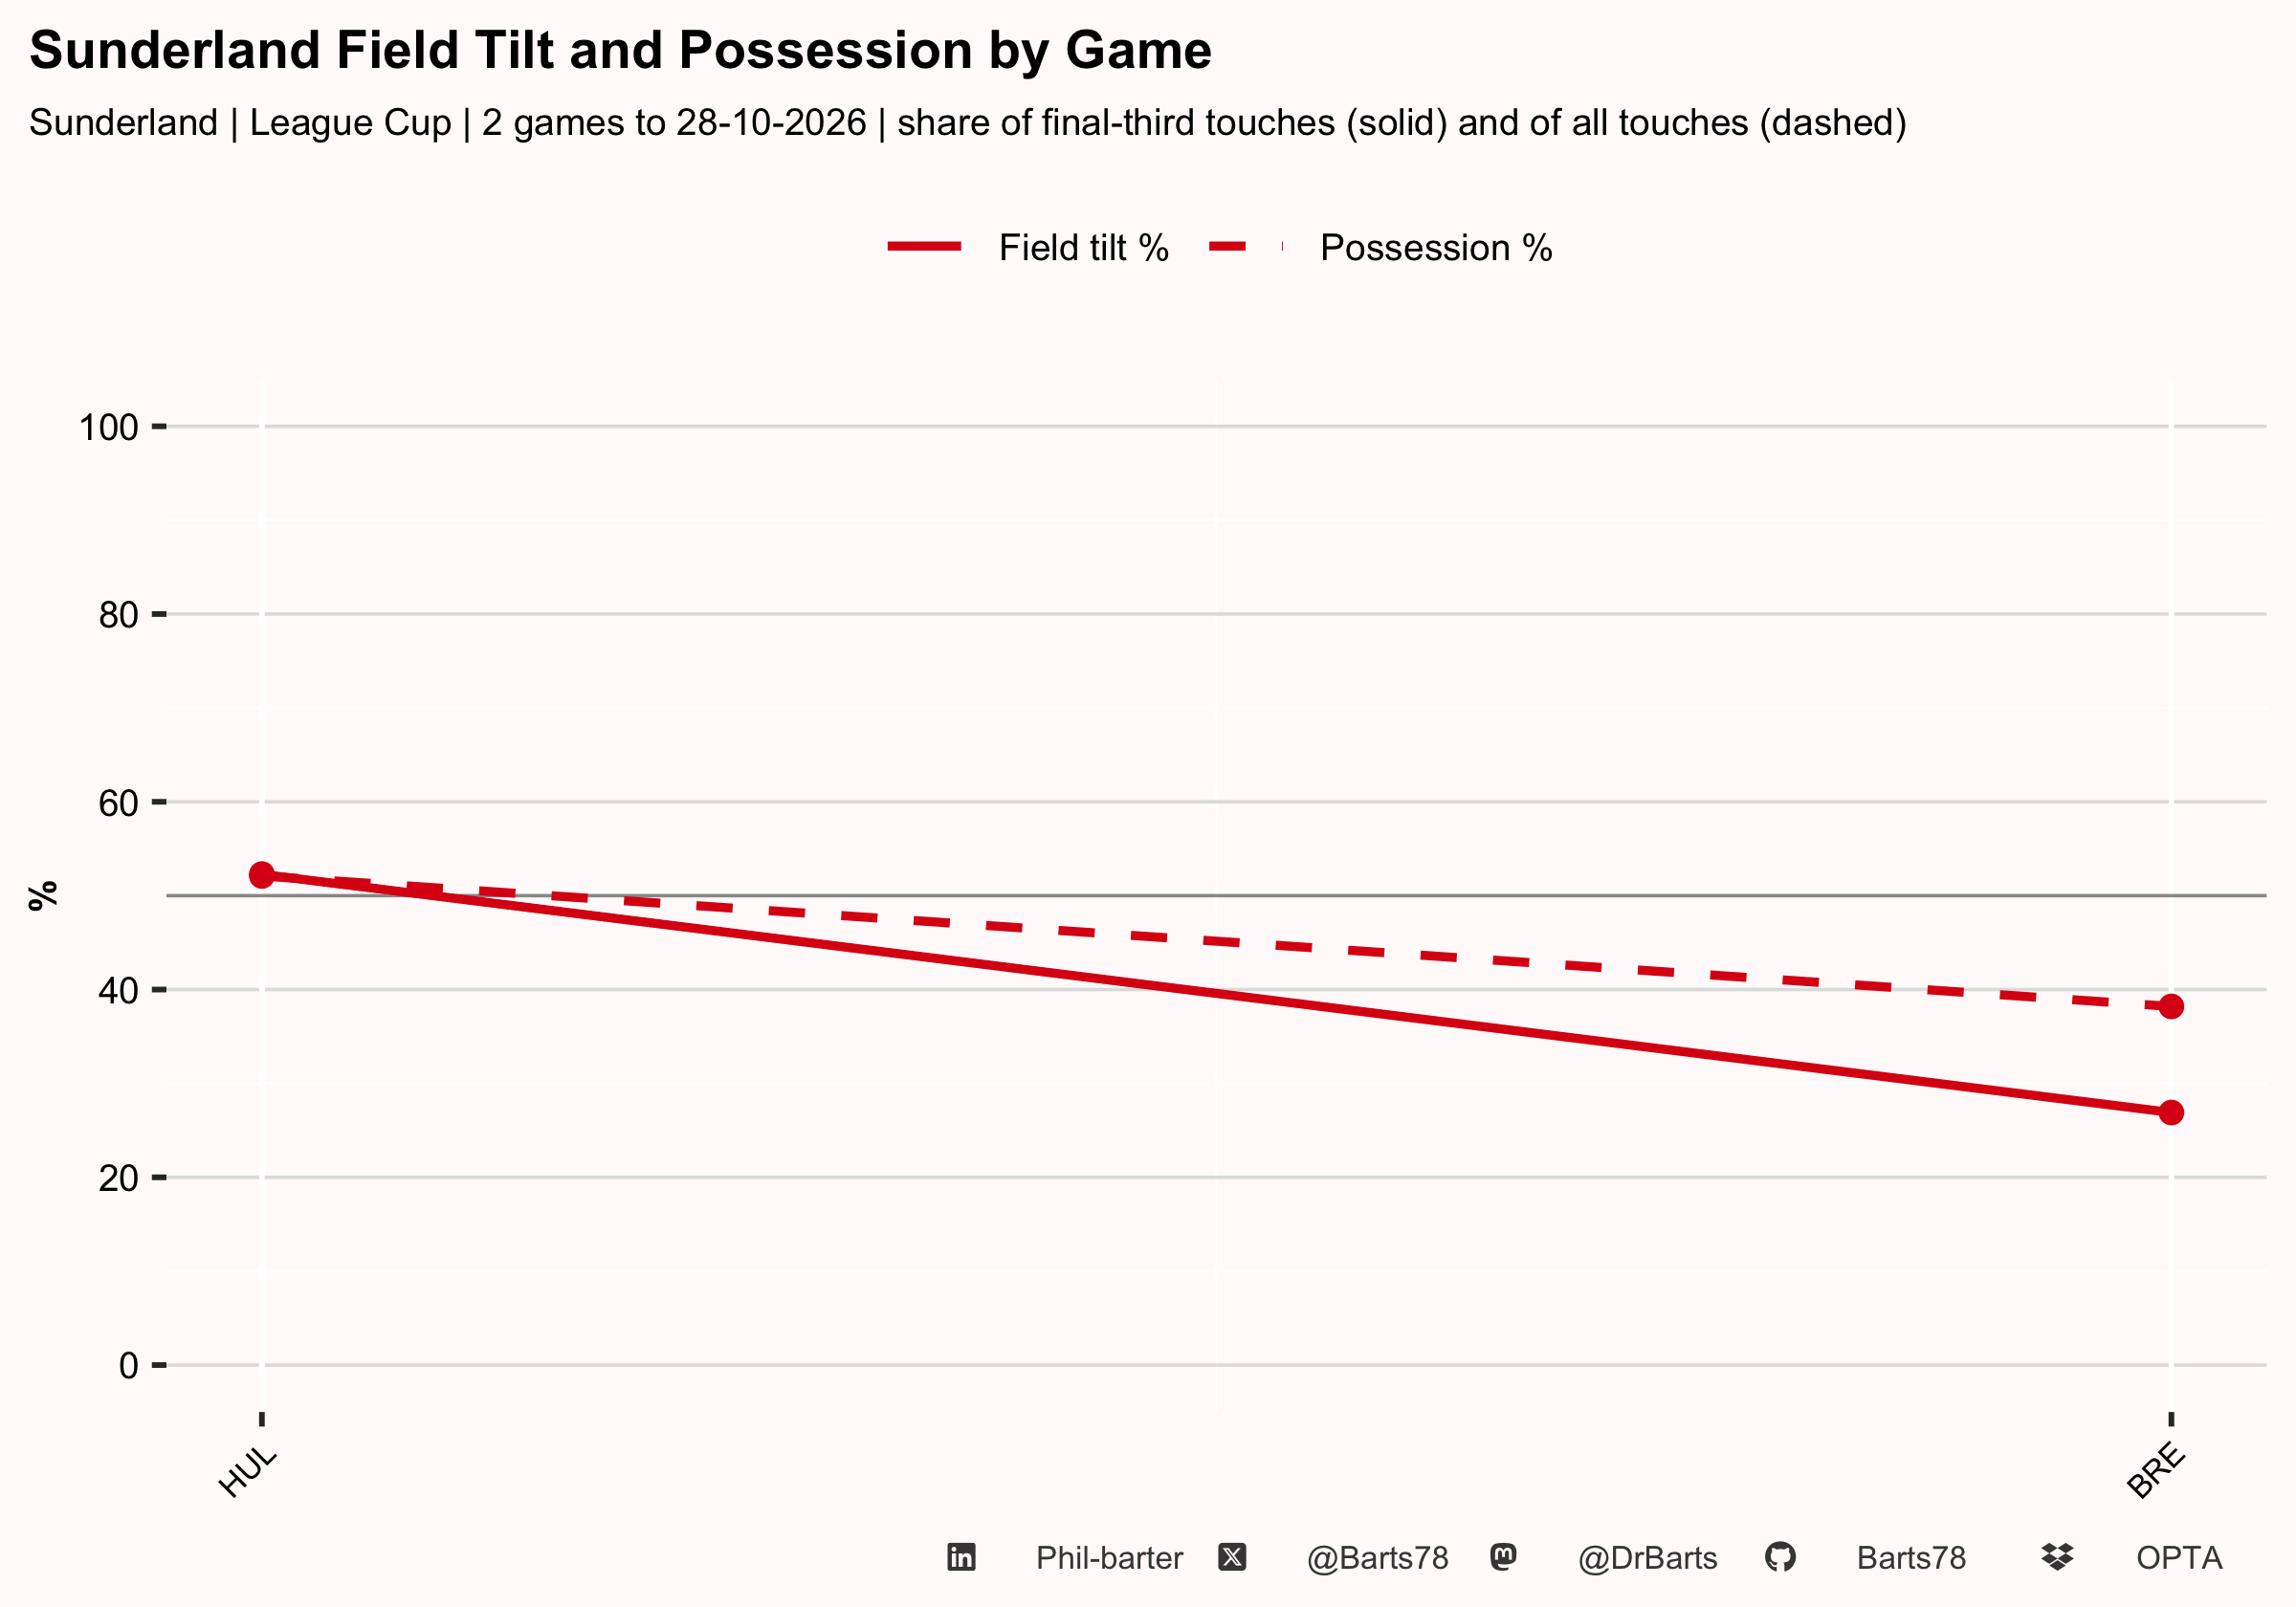 Sunderland Field Tilt and Possession by Game
Sunderland | League Cup | 2 games to 28-10-2026 | share of final-third touches (solid) and of all touches (dashed)
Field tilt %
Possession %
100
80
60
40
20
0
%
HUL
BRE
Phil-barter
@Barts78
@DrBarts
Barts78
OPTA